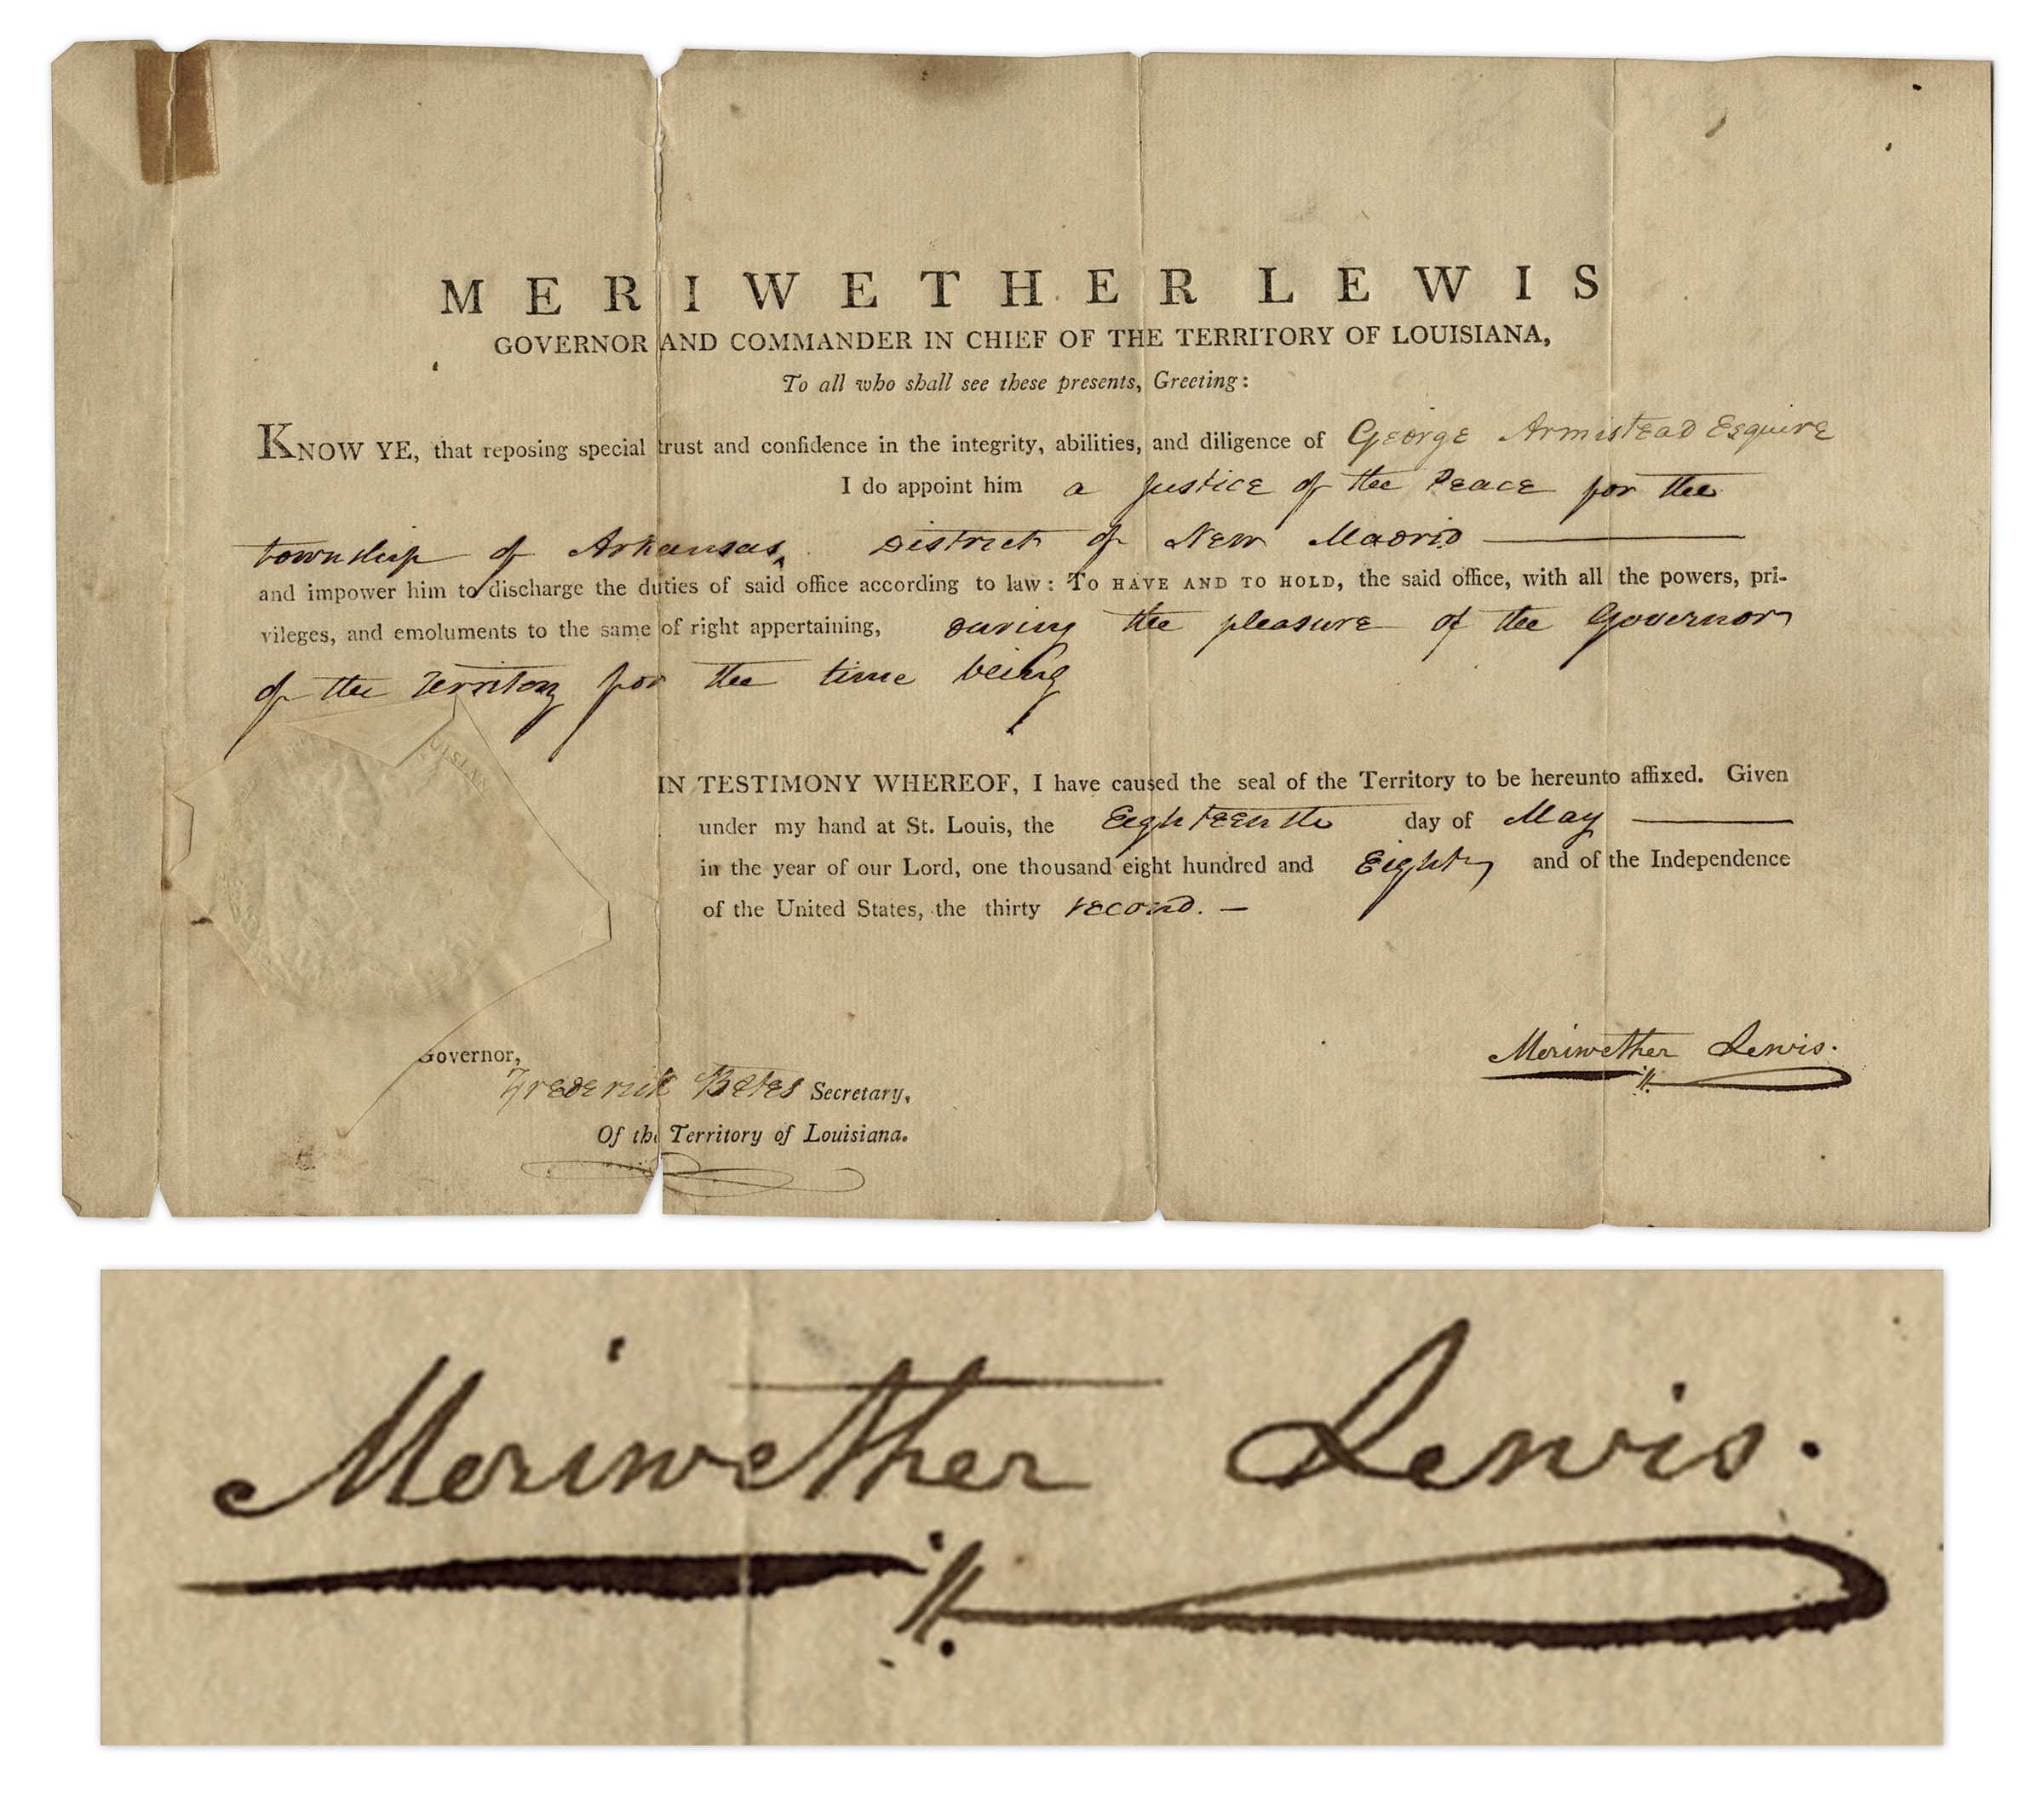 MERIWETHER LEWIS
GOVERNOR AND COMMANDER IN CHIEF OF THE TERRITORY OF LOUISIANA,
To all who shall see these presents, Greeting:
KNOW YE, that reposing special trust and confidence in the integrity, abilities, and diligence of George Armistead Esquire
I do appoint him a Justice of the Peace for the
township of Arkansas, District of New Madrid
and impower him to discharge the duties of said office according to law: TO HAVE AND TO HOLD, the said office, with all the powers, pri-
vileges, and emoluments to the same of right appertaining, during the pleasure of the Governor
of the Territory for the time being
OUISIAN
IN TESTIMONY WHEREOF, I have caused the seal of the Territory to be hereunto affixed. Given
under my hand at St. Louis, the Eighteenth day of May
in the year of our Lord, one thousand eight hundred and Eight, and of the Independence
of the United States, the thirty second. —
Meriwether Lewis.
Governor,
Frederick Bates Secretary,
Of the Territory of Louisiana.
Meriwether Lewis.